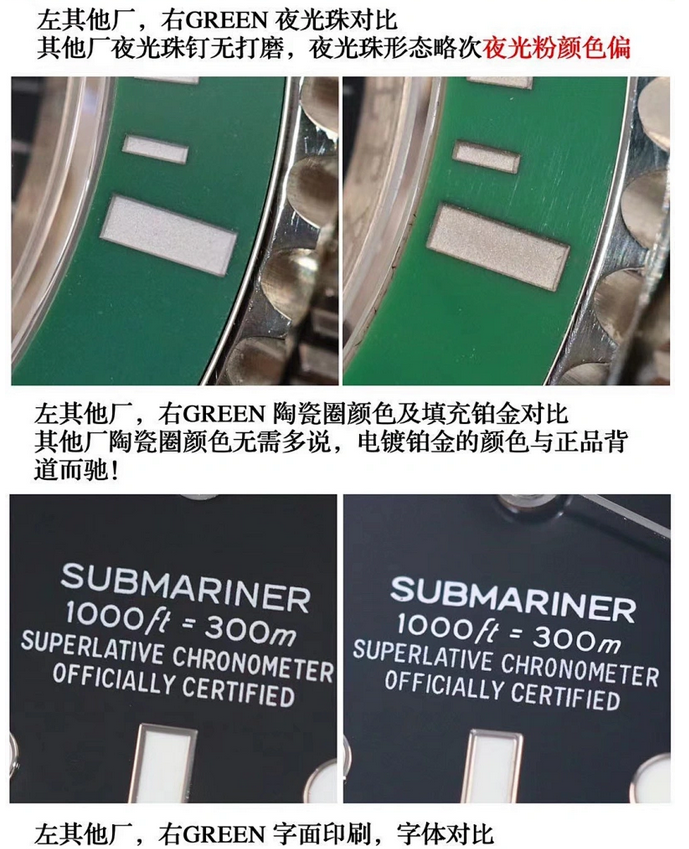 左其他厂，右GREEN 夜光珠对比
其他厂夜光珠钉无打磨，夜光珠形态略次夜光粉颜色偏
左其他厂，右GREEN 陶瓷圈颜色及填充铂金对比
其他厂陶瓷圈颜色无需多说，电镀铂金的颜色与正品背
道而驰！
SUBMARINER
1000ft = 300m
SUPERLATIVE CHRONOMETER
OFFICIALLY CERTIFIED
SUBMARINER
1000ft = 300m
SUPERLATIVE CHRONOMETER
OFFICIALLY CERTIFIED
左其他厂，右GREEN 字面印刷，字体对比